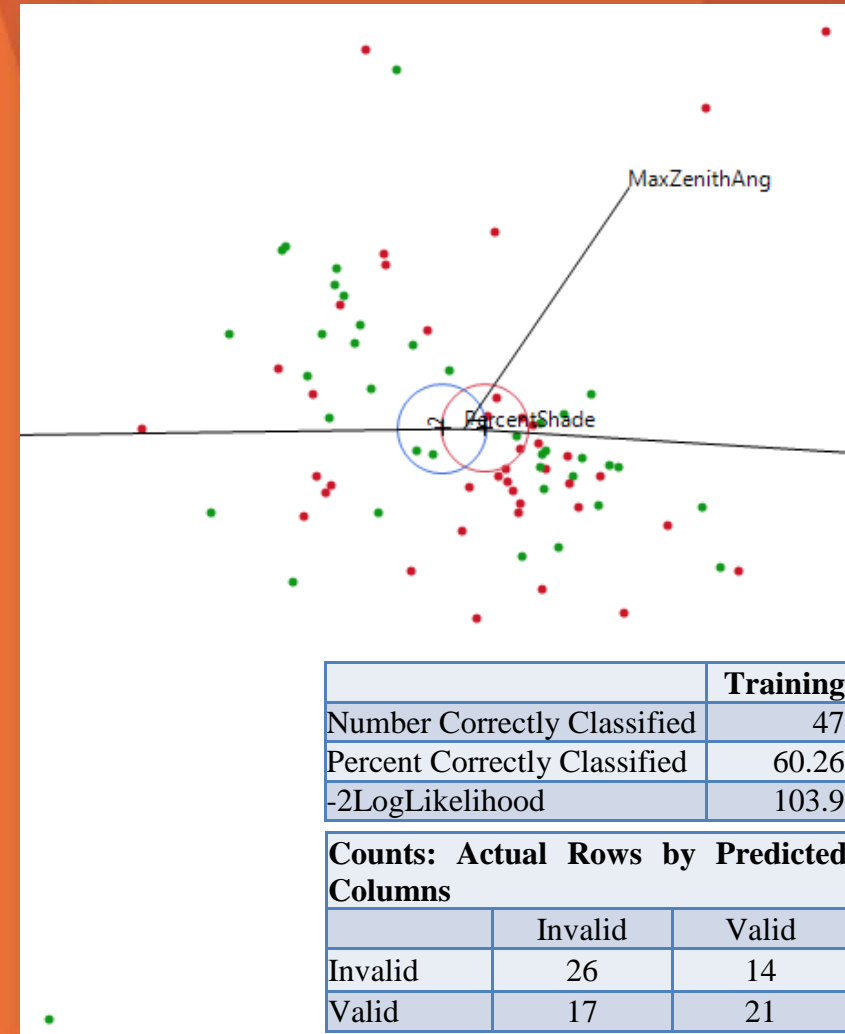 MaxZenithAng
2
PercentShade
Training
Number Correctly Classified 47
Percent Correctly Classified 60.26
-2LogLikelihood 103.9
Counts: Actual Rows by Predicted
Columns
Invalid Valid
Invalid 26 14
Valid 17 21